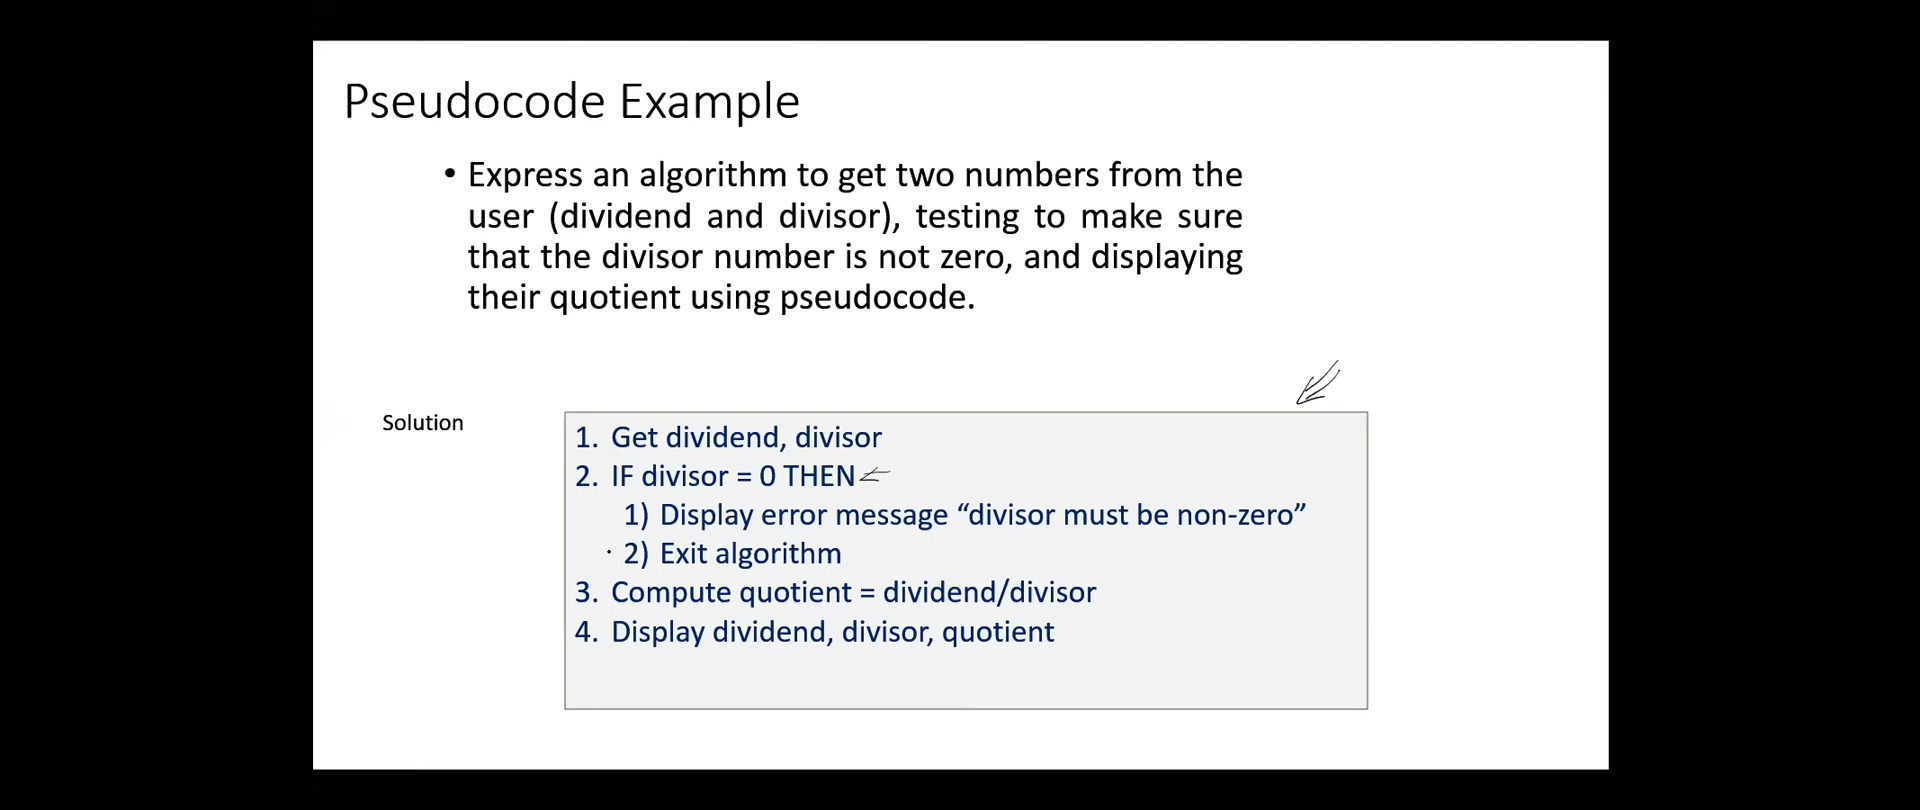 Pseudocode Example
• Express an algorithm to get two numbers from the
user (dividend and divisor), testing to make sure
that the divisor number is not zero, and displaying
their quotient using pseudocode.
Solution
1. Get dividend, divisor
2. IF divisor = 0 THEN
1) Display error message “divisor must be non-zero”
2) Exit algorithm
3. Compute quotient = dividend/divisor
4. Display dividend, divisor, quotient